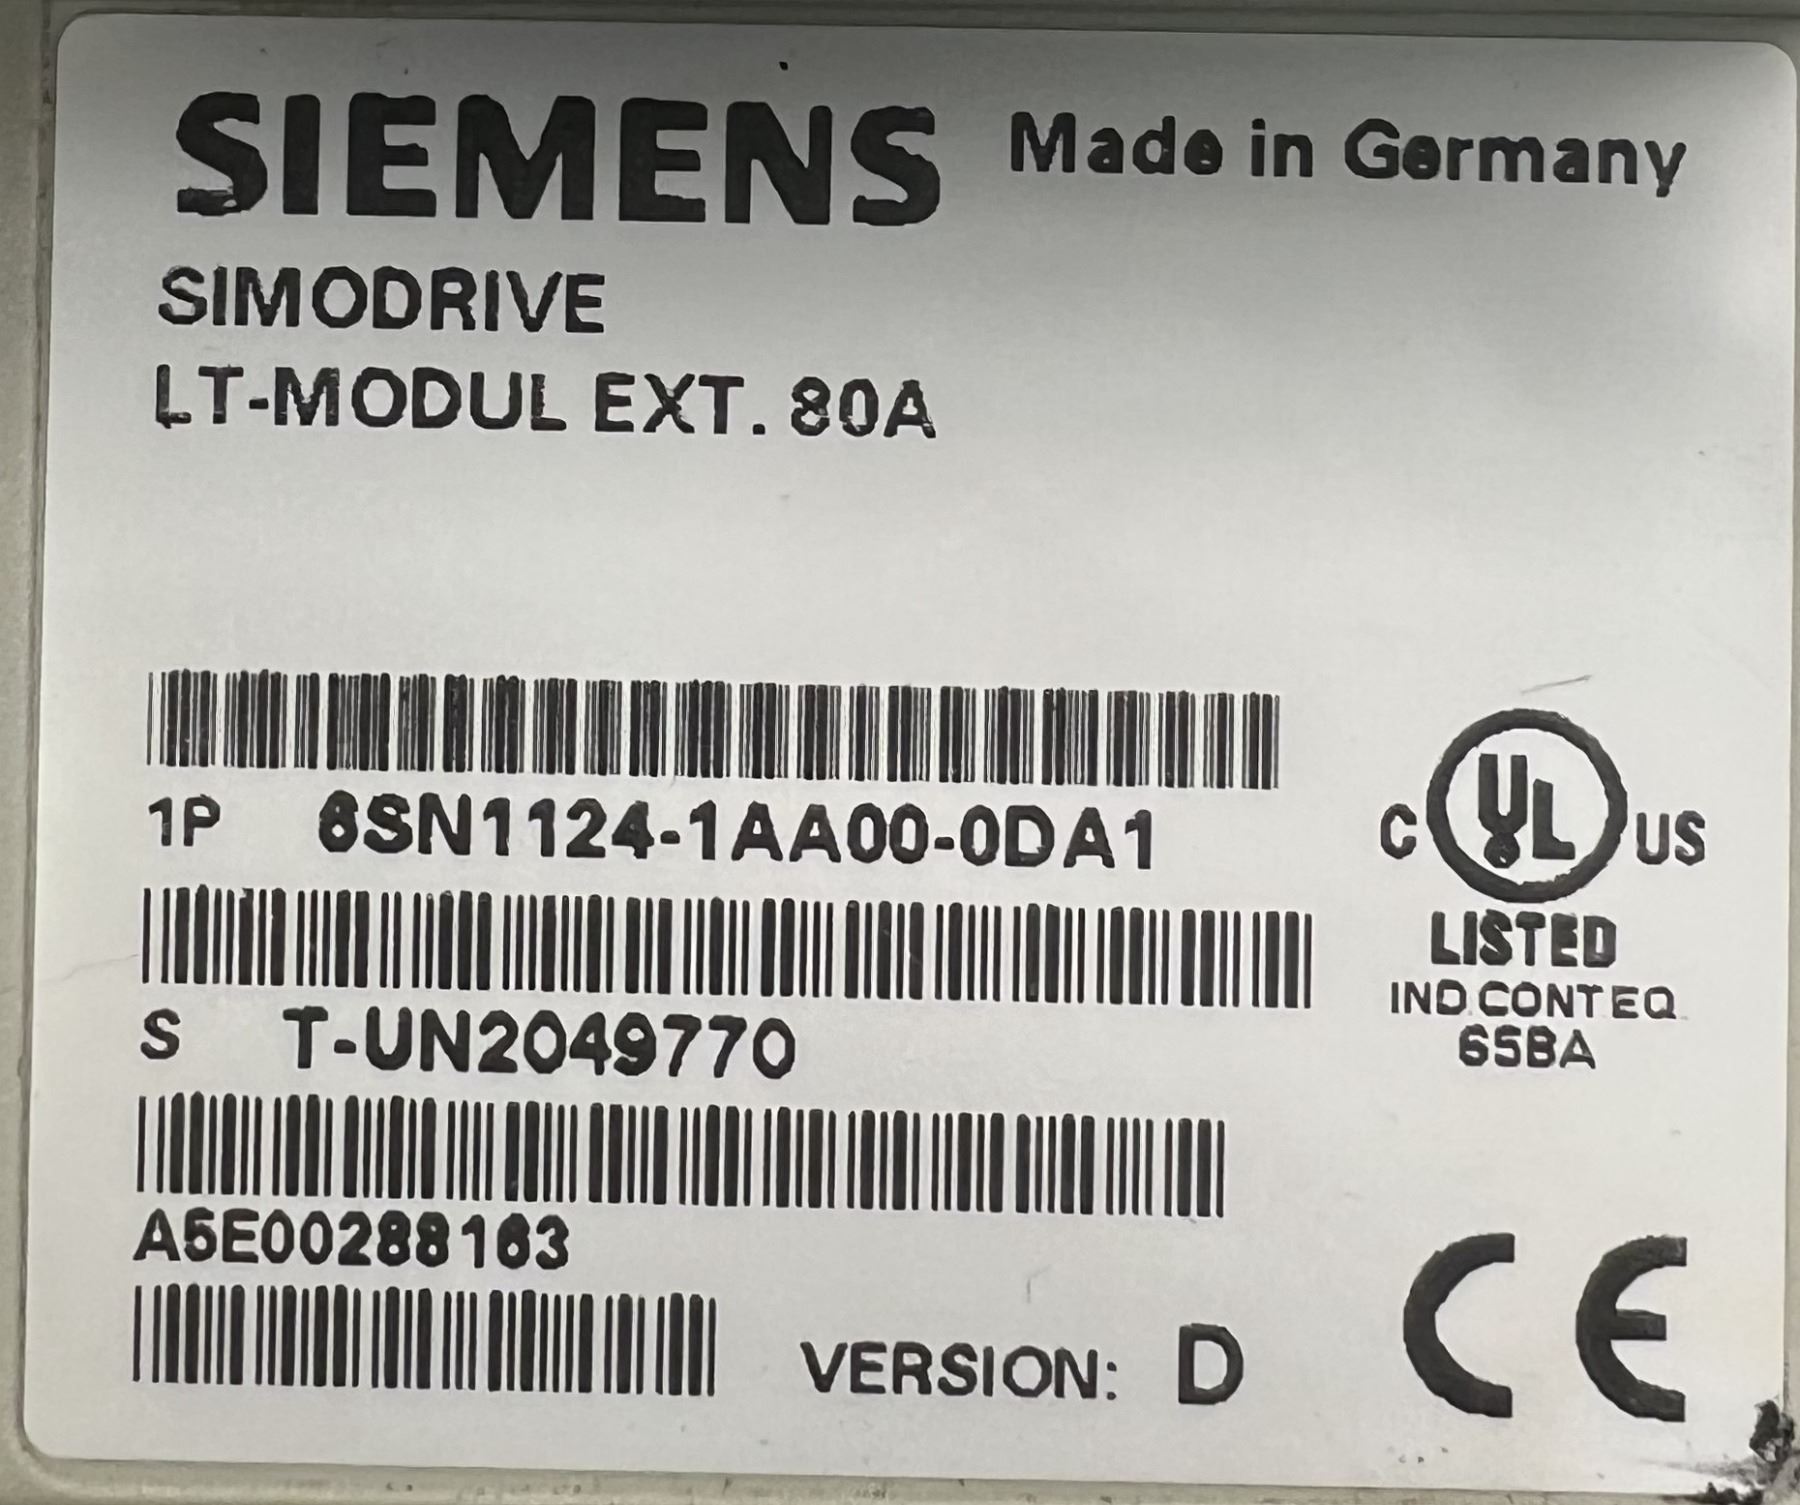 SIEMENS Made in Germany
SIMODRIVE
LT-MODUL EXT. 80A
1P 6SN1124-1AA00-0DA1
C UL US
LISTED
IND.CONT.EQ.
65BA
S T-UN2049770
A5E00288163
VERSION: D
CE